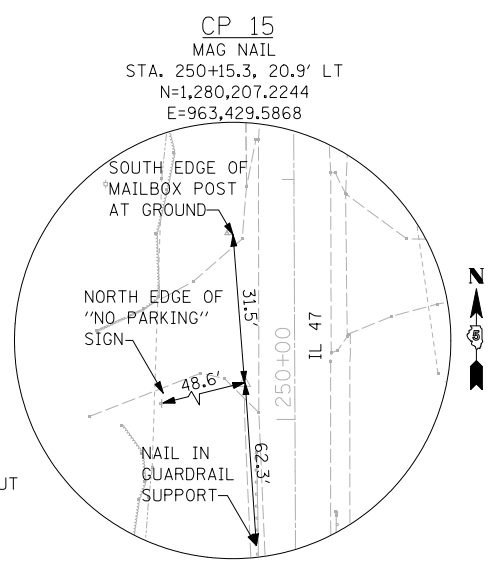 CP 15
MAG NAIL
STA. 250+15.3, 20.9' LT
N=1,280,207.2244
E=963,429.5868
SOUTH EDGE OF
MAILBOX POST
AT GROUND
N
31.5'
NORTH EDGE OF
"NO PARKING"
SIGN
IL 47
250+00
48.6'
62.3'
NAIL IN
GUARDRAIL
SUPPORT
UT